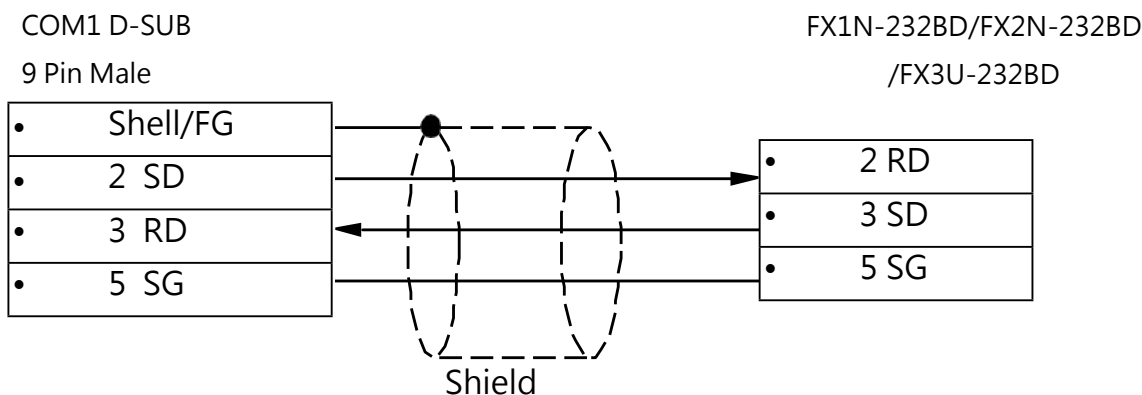 COM1 D-SUB
9 Pin Male
FX1N-232BD/FX2N-232BD
/FX3U-232BD
• Shell/FG
• 2 SD
• 3 RD
• 5 SG
• 2 RD
• 3 SD
• 5 SG
Shield